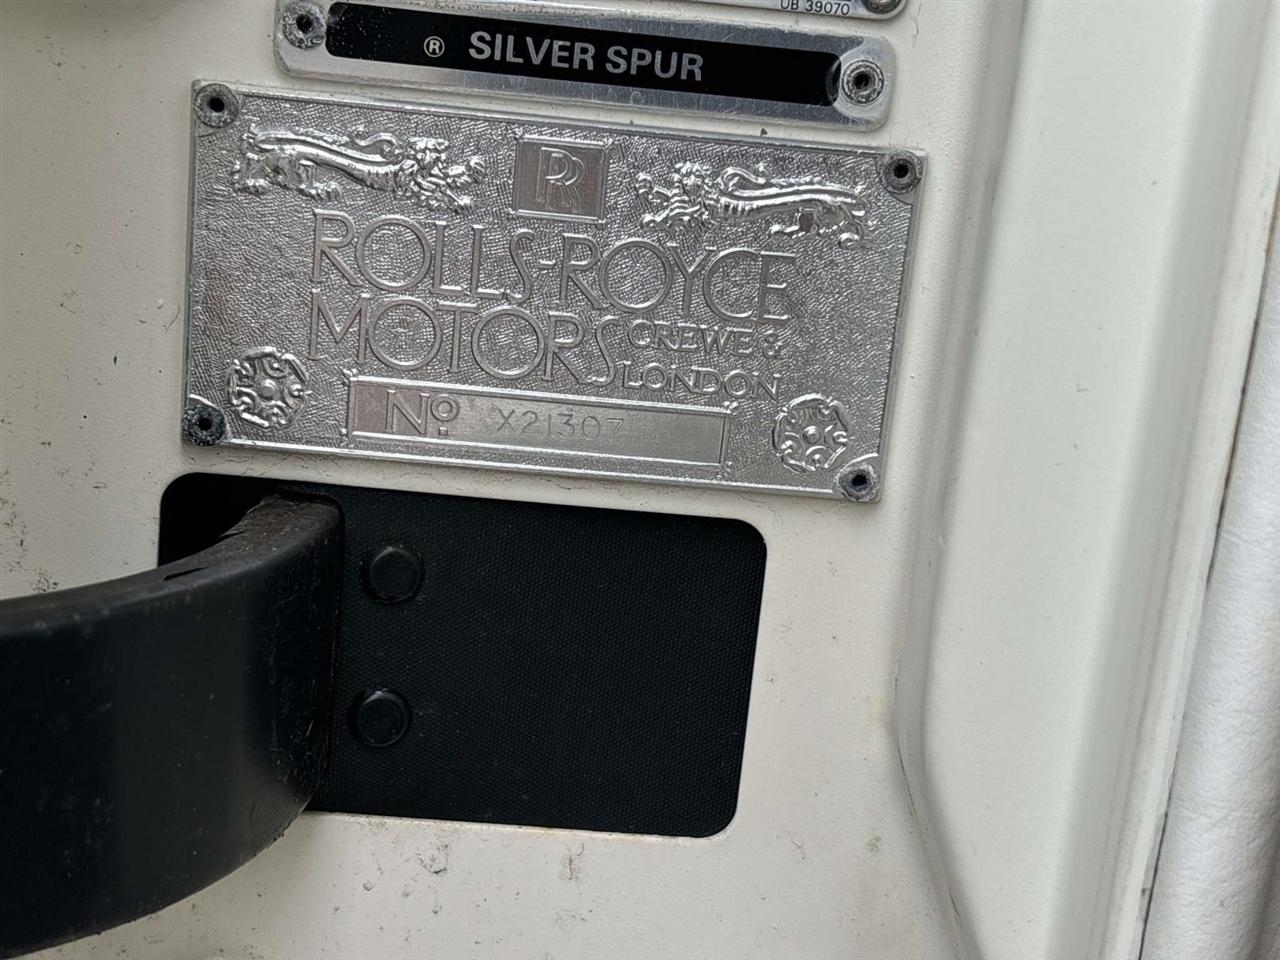 UB 39070
® SILVER SPUR
RR
ROLLS-ROYCE
MOTORS CREWE &
LONDON
No. X21307